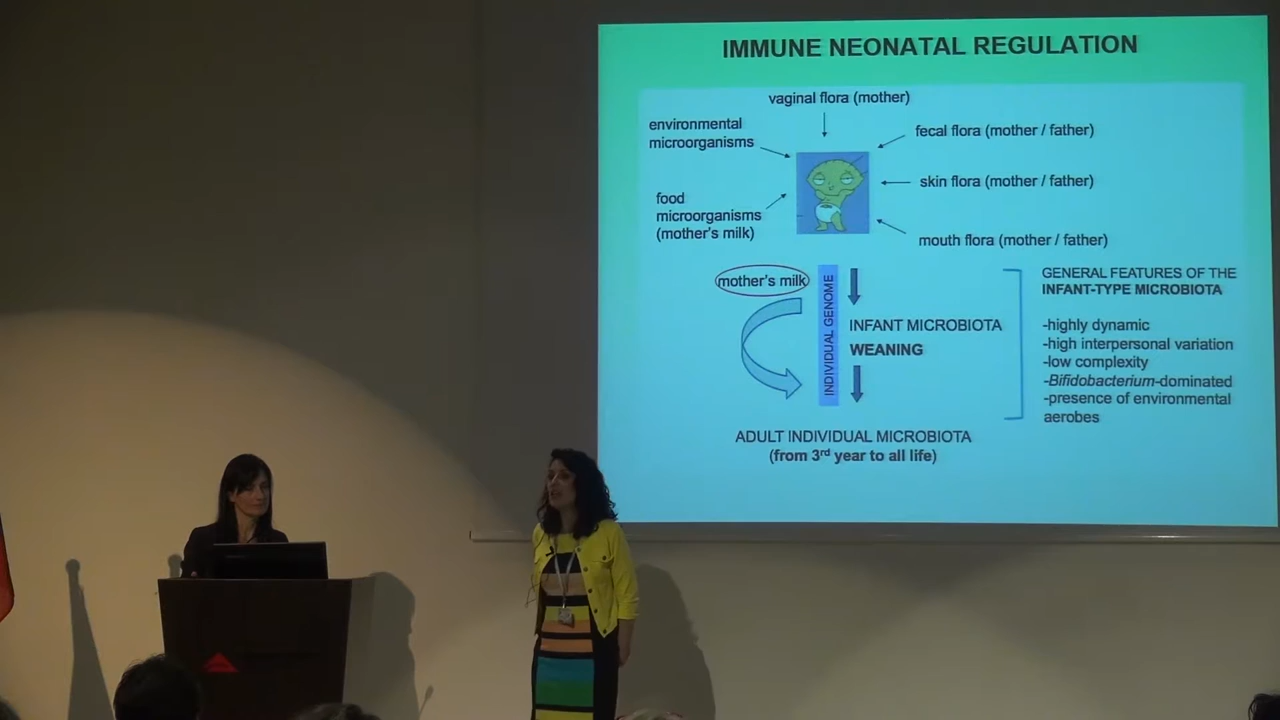 IMMUNE NEONATAL REGULATION
vaginal flora (mother)
environmental
microorganisms
fecal flora (mother / father)
skin flora (mother / father)
food
microorganisms
(mother's milk)
mouth flora (mother / father)
mother's milk
INDIVIDUAL GENOME
INFANT MICROBIOTA
WEANING
GENERAL FEATURES OF THE
INFANT-TYPE MICROBIOTA
-highly dynamic
-high interpersonal variation
-low complexity
-Bifidobacterium-dominated
-presence of environmental
aerobes
ADULT INDIVIDUAL MICROBIOTA
(from 3rd year to all life)